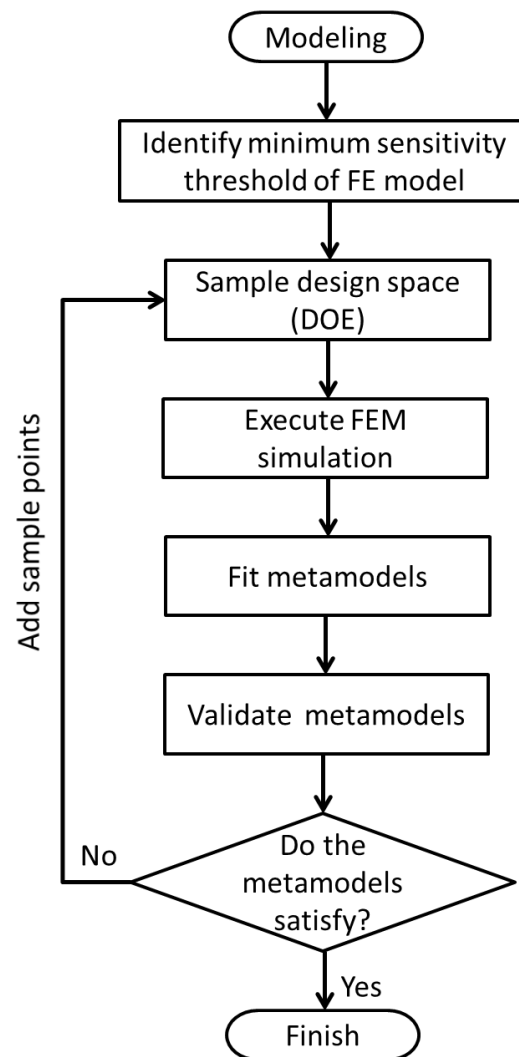 Modeling
Identify minimum sensitivity
threshold of FE model
Sample design space
(DOE)
Execute FEM
simulation
Fit metamodels
Validate metamodels
Do the
metamodels
satisfy?
No
Add sample points
Yes
Finish